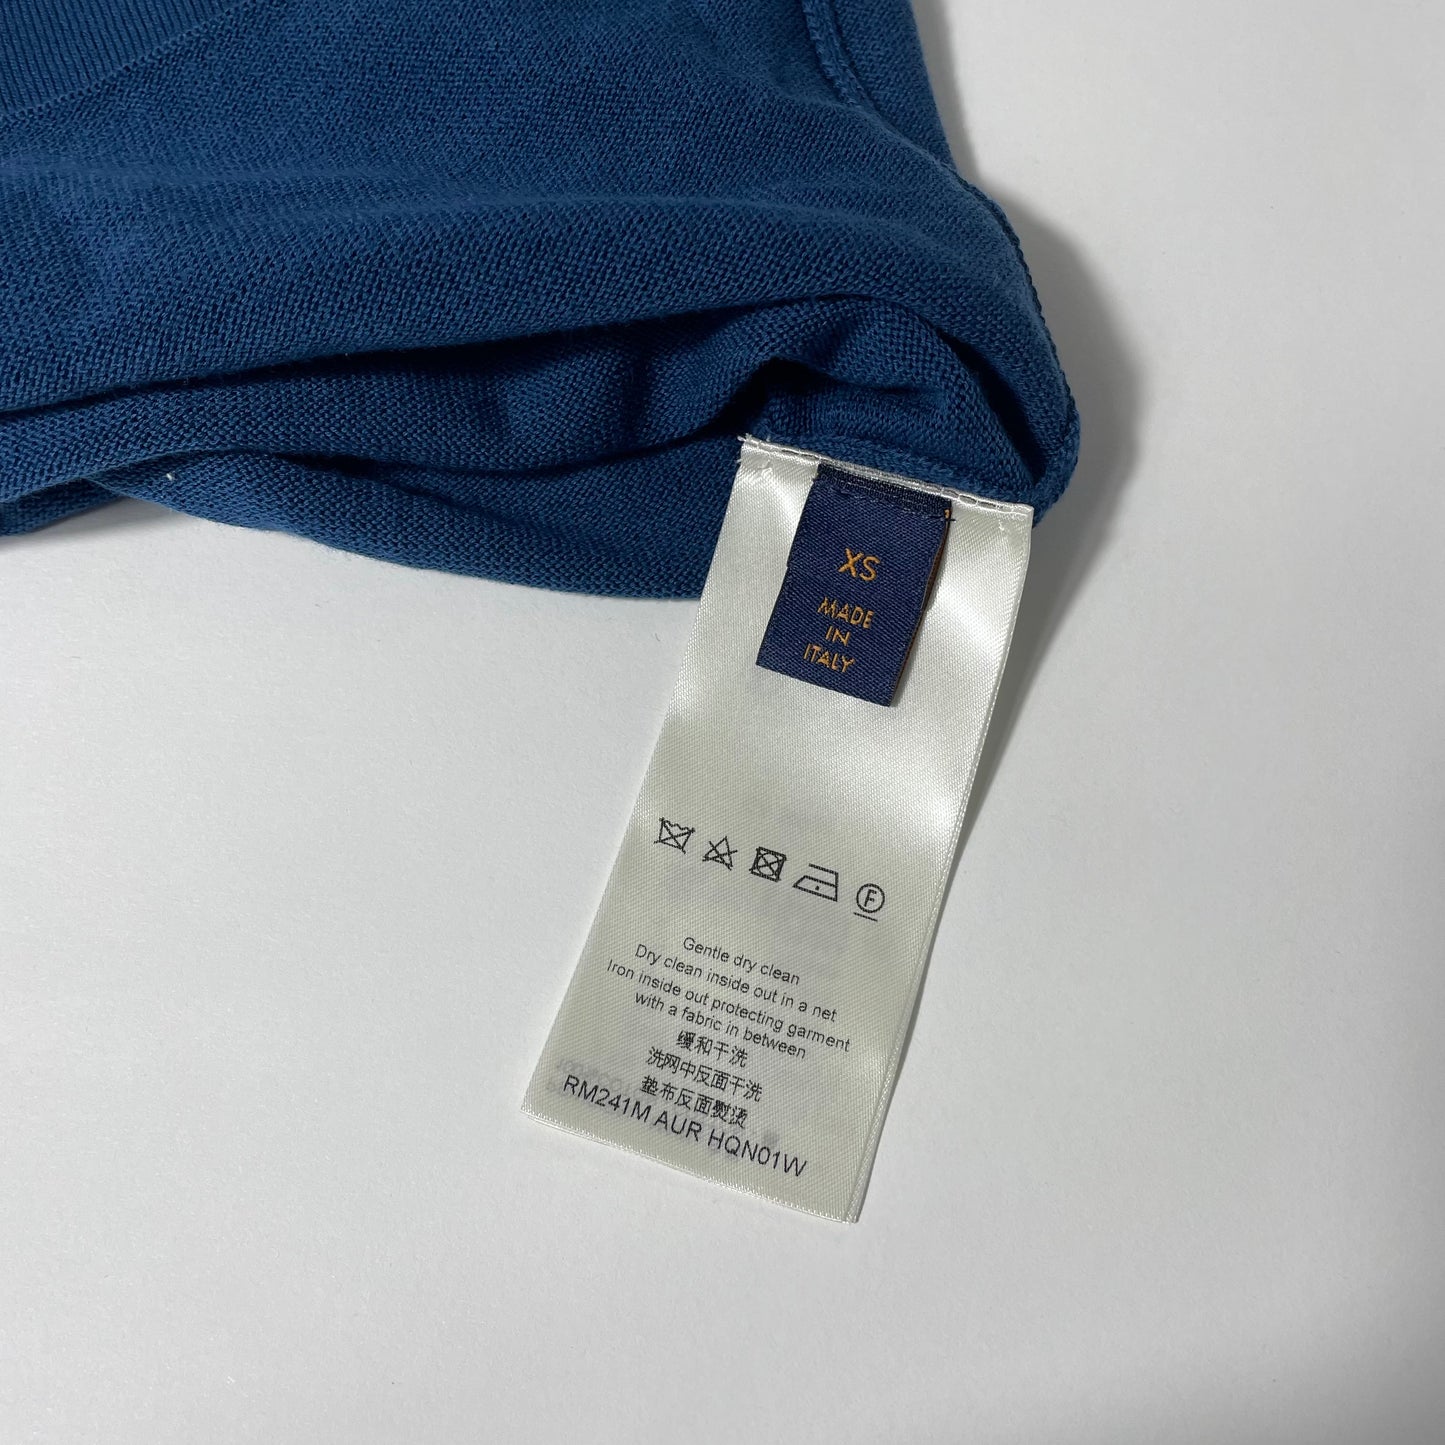 XS
MADE
IN
ITALY
F
Gentle dry clean
Dry clean inside out in a net
Iron inside out protecting garment
with a fabric in between
缓和干洗
洗网中反面干洗
垫布反面熨烫
RM241M AUR HQN01W